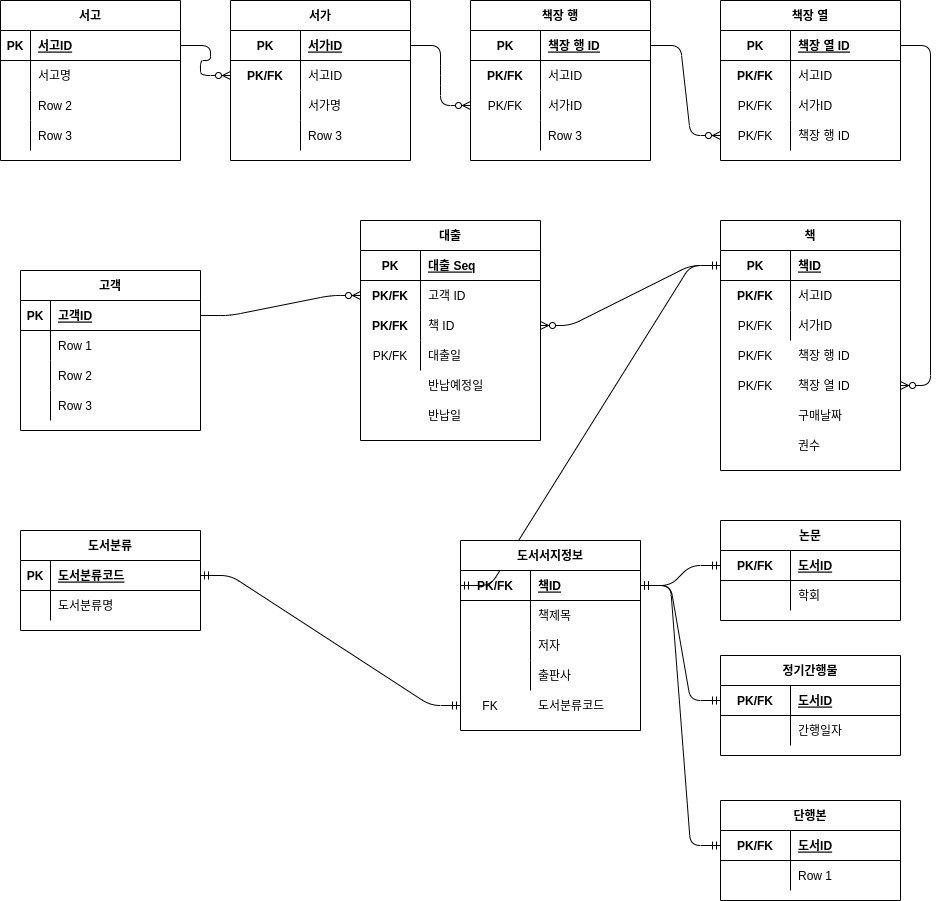 서고
PK 서고ID
서고명
Row 2
Row 3
서가
PK 서가ID
PK/FK 서고ID
서가명
Row 3
책장 행
PK 책장 행 ID
PK/FK 서고ID
PK/FK 서가ID
Row 3
책장 열
PK 책장 열 ID
PK/FK 서고ID
PK/FK 서가ID
PK/FK 책장 행 ID
고객
PK 고객ID
Row 1
Row 2
Row 3
대출
PK 대출 Seq
PK/FK 고객 ID
PK/FK 책 ID
PK/FK 대출일
반납예정일
반납일
책
PK 책ID
PK/FK 서고ID
PK/FK 서가ID
PK/FK 책장 행 ID
PK/FK 책장 열 ID
구매날짜
권수
도서분류
PK 도서분류코드
도서분류명
도서서지정보
PK/FK 책ID
책제목
저자
출판사
FK 도서분류코드
논문
PK/FK 도서ID
학회
정기간행물
PK/FK 도서ID
간행일자
단행본
PK/FK 도서ID
Row 1